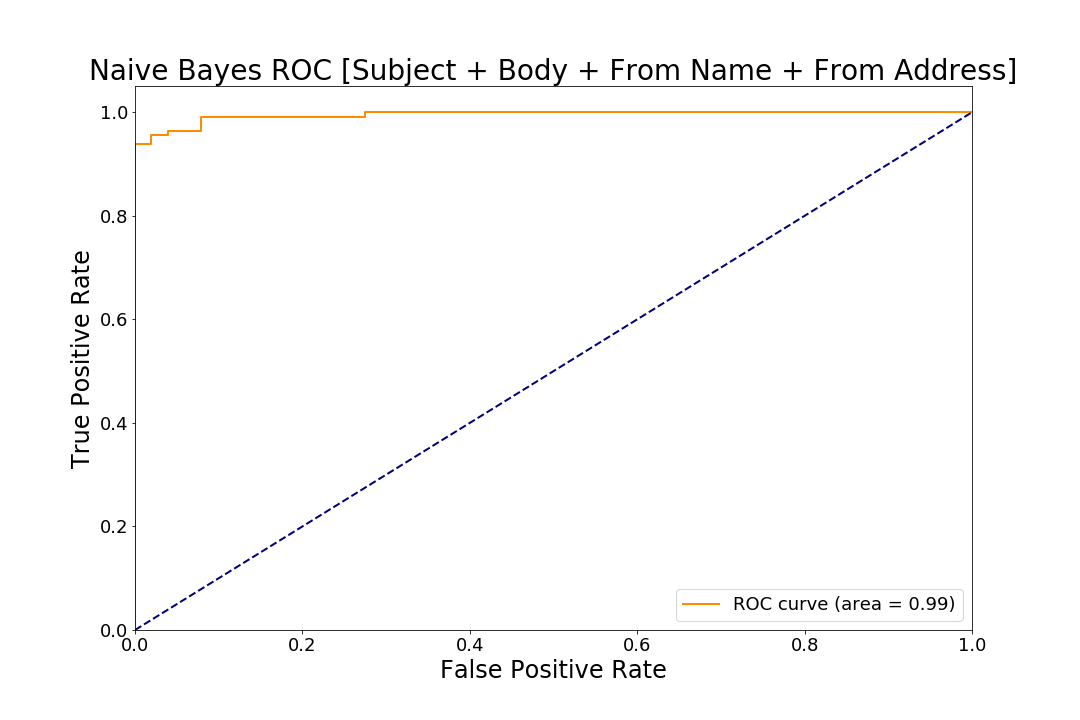 Naive Bayes ROC [Subject + Body + From Name + From Address]
True Positive Rate
1.0
0.8
0.6
0.4
0.2
0.0
ROC curve (area = 0.99)
0.0 0.2 0.4 0.6 0.8 1.0
False Positive Rate